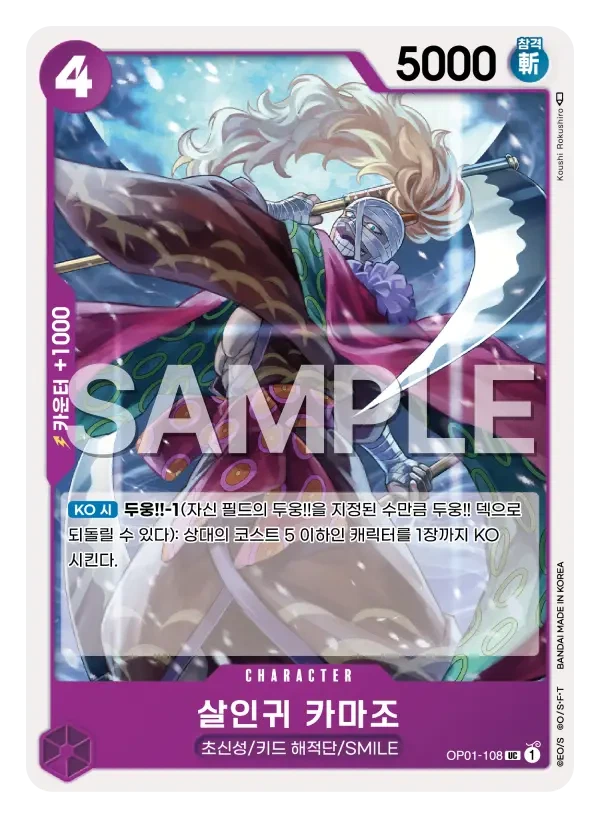 4
5000
참격
斬
Koushi Rokushiro
카운터 +1000
SAMPLE
KO 시 두웅!!-1(자신 필드의 두웅!!을 지정된 수만큼 두웅!! 덱으로
되돌릴 수 있다): 상대의 코스트 5 이하인 캐릭터를 1장까지 KO
시킨다.
CHARACTER
살인귀 카마조
초신성/키드 해적단/SMILE
OP01-108 UC 1
©E.O/S ©O/S·F·T BANDAI MADE IN KOREA